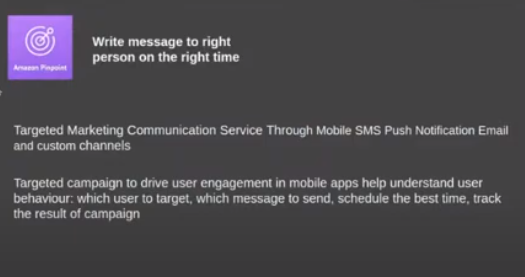 Amazon Pinpoint
Write message to right
person on the right time
Targeted Marketing Communication Service Through Mobile SMS Push Notification Email
and custom channels
Targeted campaign to drive user engagement in mobile apps help understand user
behaviour: which user to target, which message to send, schedule the best time, track
the result of campaign